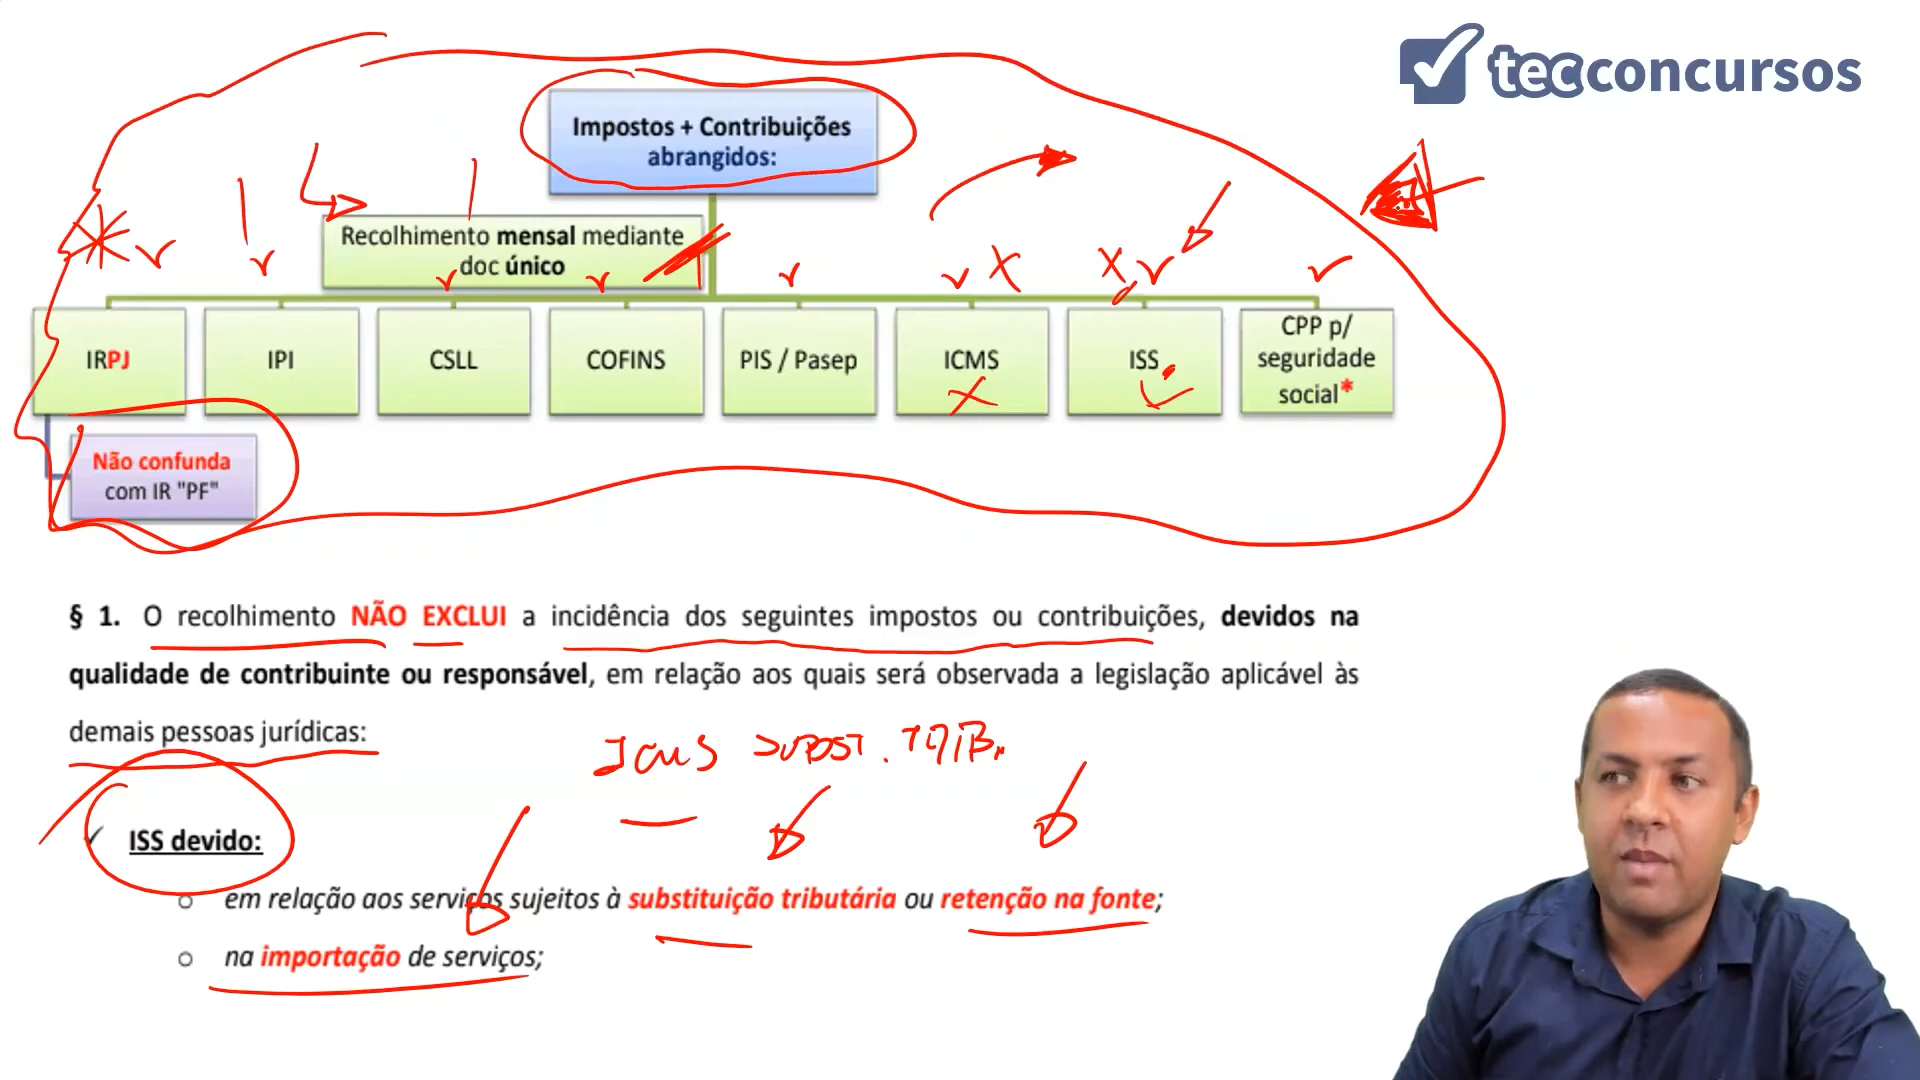 tecconcursos
Impostos + Contribuições
abrangidos:
Recolhimento mensal mediante
doc único
IRPJ
IPI
CSLL
COFINS
PIS / Pasep
ICMS
ISS
CPP p/
seguridade
social*
Não confunda
com IR "PF"
§ 1. O recolhimento NÃO EXCLUI a incidência dos seguintes impostos ou contribuições, devidos na
qualidade de contribuinte ou responsável, em relação aos quais será observada a legislação aplicável às
demais pessoas jurídicas:
ICMS SUBST. TRIB.
✓ ISS devido:
o em relação aos serviços sujeitos à substituição tributária ou retenção na fonte;
o na importação de serviços;